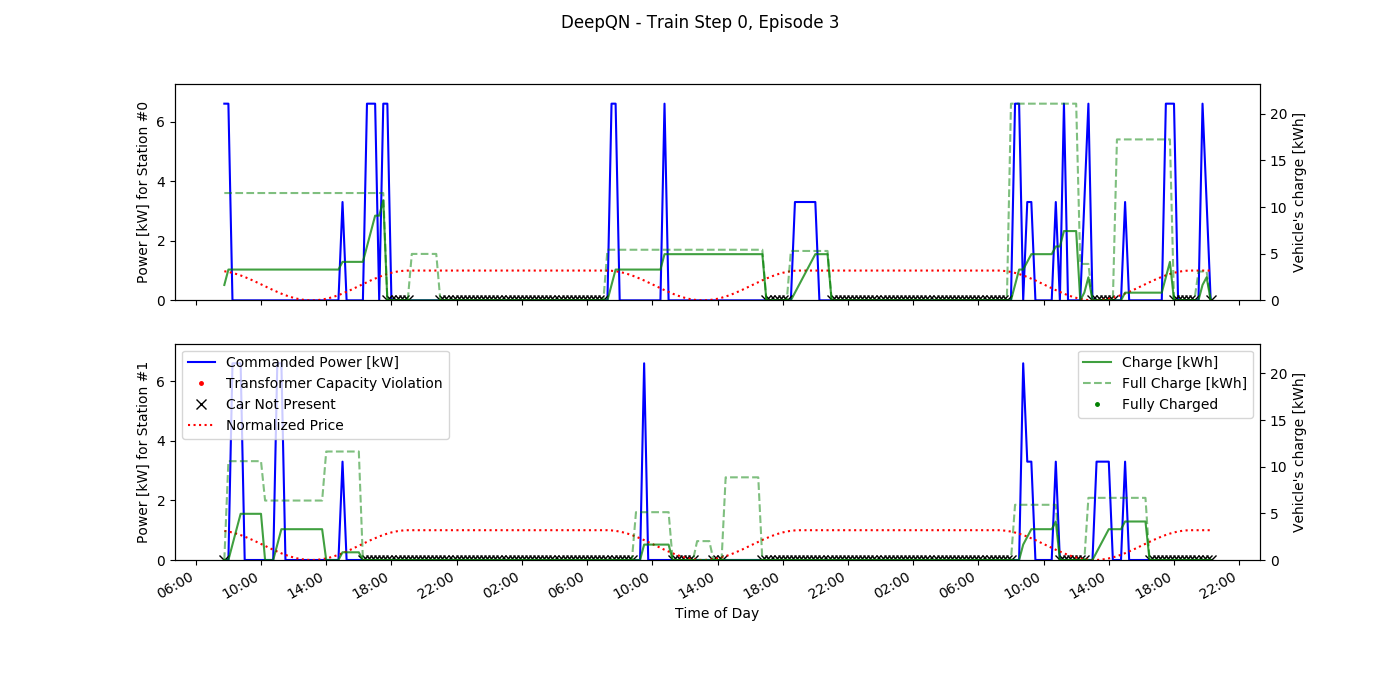 DeepQN - Train Step 0, Episode 3
Power [kW] for Station #0
0
2
4
6
0
5
10
15
20
Vehicle's charge [kWh]
Power [kW] for Station #1
0
2
4
6
Commanded Power [kW]
Transformer Capacity Violation
Car Not Present
Normalized Price
Charge [kWh]
Full Charge [kWh]
Fully Charged
0
5
10
15
20
Vehicle's charge [kWh]
06:00 10:00 14:00 18:00 22:00 02:00 06:00 10:00 14:00 18:00 22:00 02:00 06:00 10:00 14:00 18:00 22:00
Time of Day